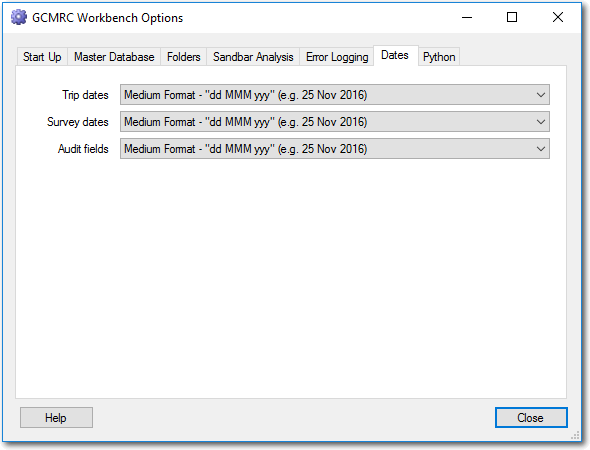 GCMRC Workbench Options
Start Up Master Database Folders Sandbar Analysis Error Logging Dates Python
Trip dates Medium Format - "dd MMM yyy" (e.g. 25 Nov 2016)
Survey dates Medium Format - "dd MMM yyy" (e.g. 25 Nov 2016)
Audit fields Medium Format - "dd MMM yyy" (e.g. 25 Nov 2016)
Help Close